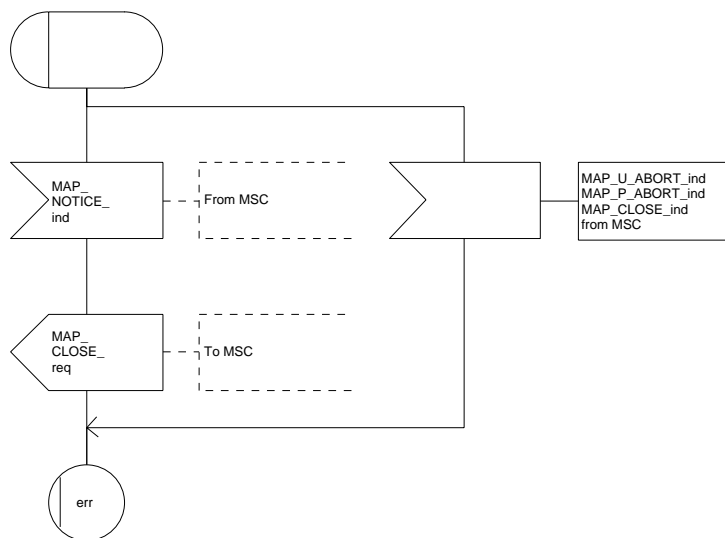 MAP_
NOTICE_
ind
From MSC
MAP_U_ABORT_ind
MAP_P_ABORT_ind
MAP_CLOSE_ind
from MSC
MAP_
CLOSE_
req
To MSC
err